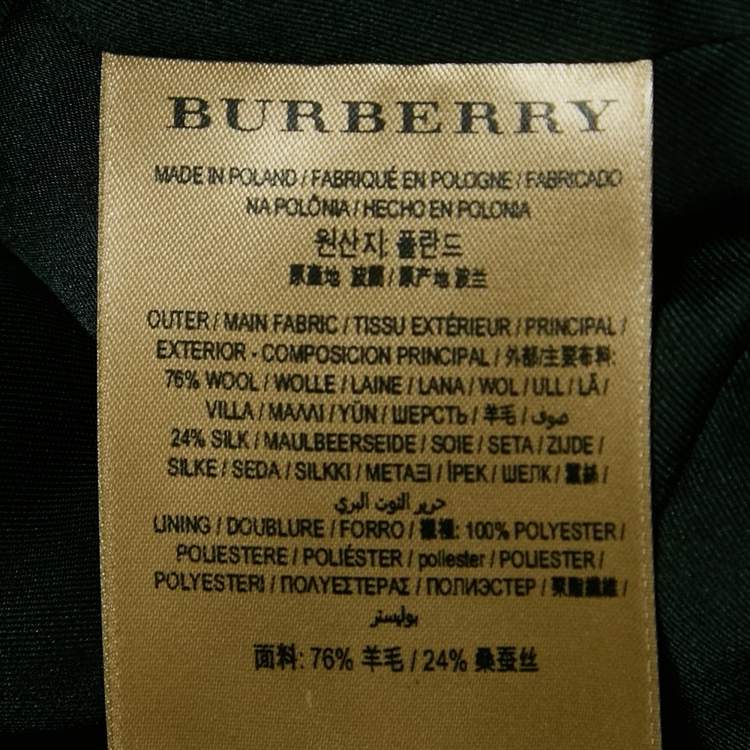 BURBERRY
MADE IN POLAND / FABRIQUÉ EN POLOGNE / FABRICADO
NA POLÔNIA / HECHO EN POLONIA
원산지: 폴란드
原產地 波蘭 / 原产地 波兰
OUTER / MAIN FABRIC / TISSU EXTÉRIEUR / PRINCIPAL /
EXTERIOR - COMPOSICION PRINCIPAL / 外部/主要布料:
76% WOOL / WOLLE / LAINE / LANA / WOL / ULL / LÃ /
VILLA / ΜΑΛΛΙ / YÜN / ШЕРСТЬ / 羊毛 / صوف /
24% SILK / MAULBEERSEIDE / SOIE / SETA / ZIJDE /
SILKE / SEDA / SILKKI / ΜΕΤΑΞΙ / İPEK / ШЕЛК / 蠶絲 /
حرير التوت البري
LINING / DOUBLURE / FORRO / 襯裡: 100% POLYESTER /
POLIESTERE / POLIÉSTER / poliester / POLIESTER /
POLYESTERI / ΠΟΛΥΕΣΤΕΡΑΣ / ПОЛИЭСТЕР / 聚脂纖維 /
بوليستر
面料: 76% 羊毛 / 24% 桑蚕丝